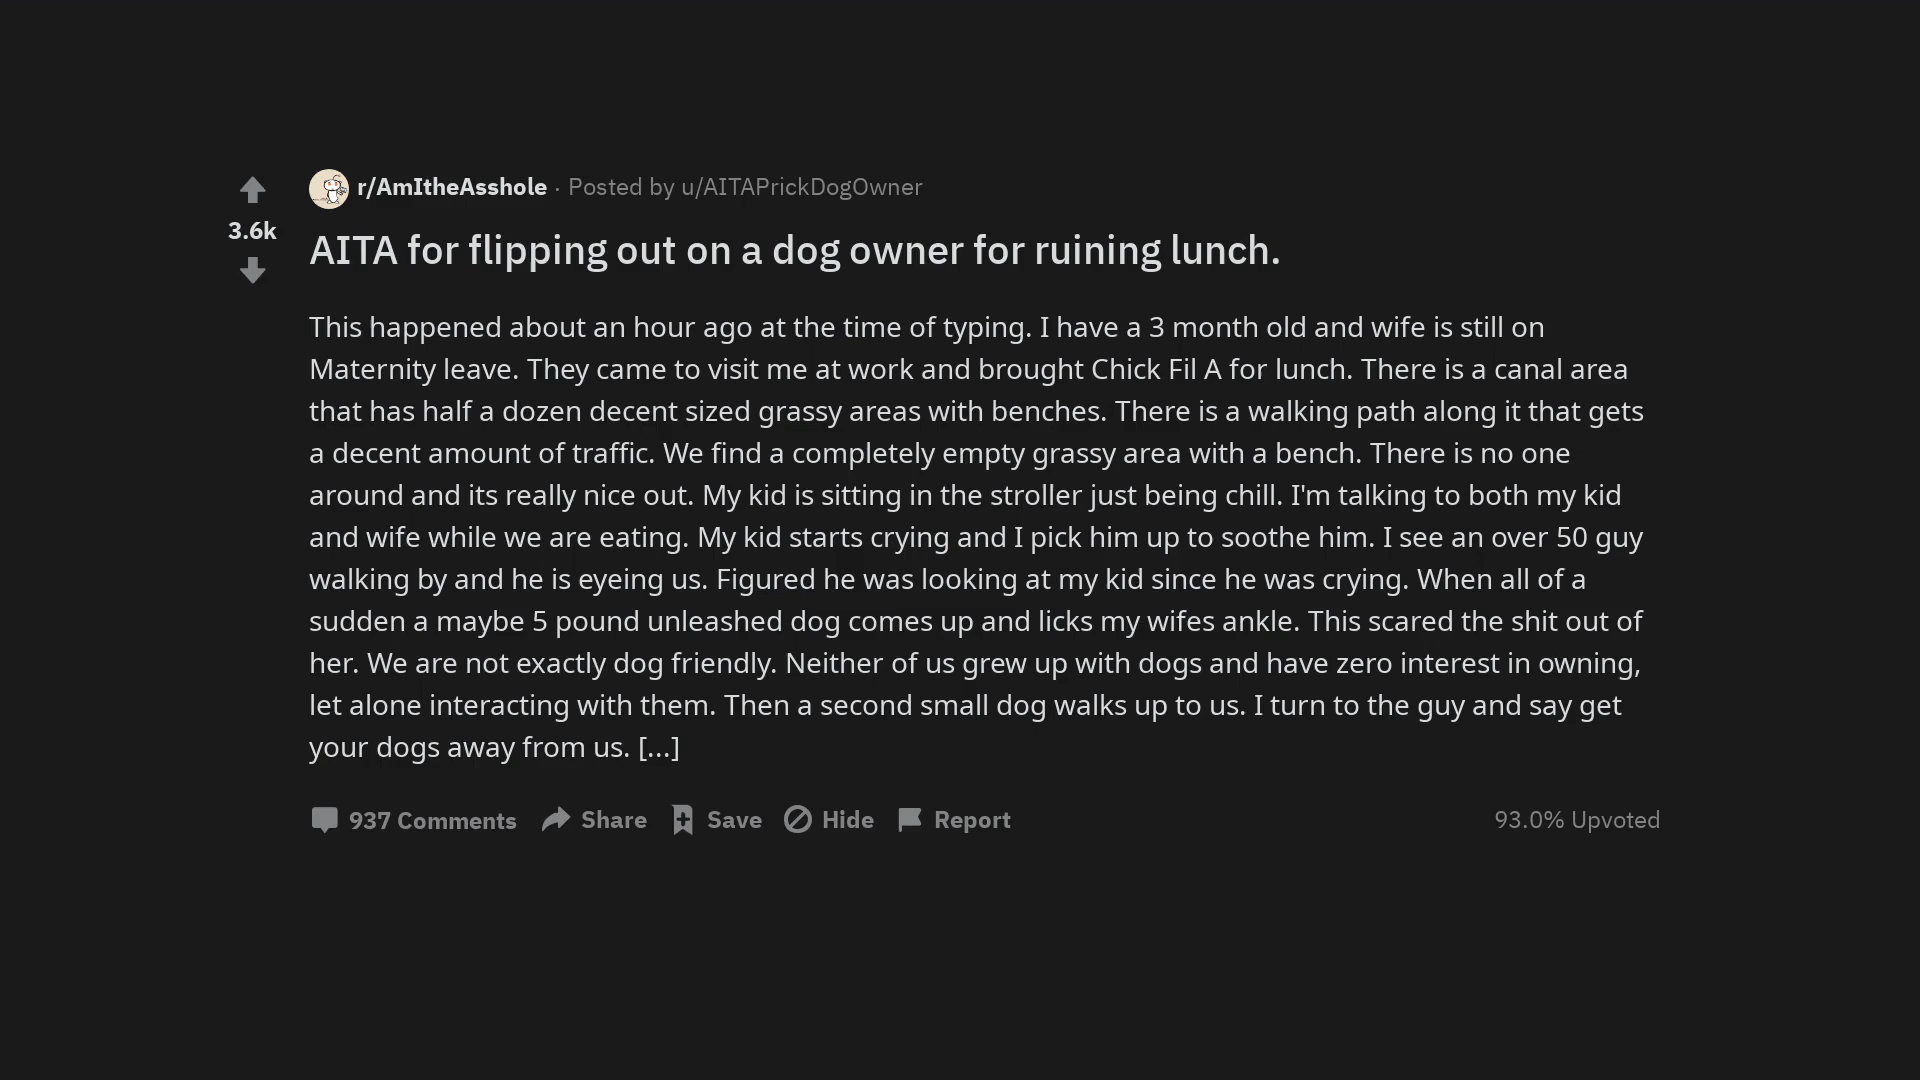 r/AmItheAsshole · Posted by u/AITAPrickDogOwner
3.6k
AITA for flipping out on a dog owner for ruining lunch.
This happened about an hour ago at the time of typing. I have a 3 month old and wife is still on
Maternity leave. They came to visit me at work and brought Chick Fil A for lunch. There is a canal area
that has half a dozen decent sized grassy areas with benches. There is a walking path along it that gets
a decent amount of traffic. We find a completely empty grassy area with a bench. There is no one
around and its really nice out. My kid is sitting in the stroller just being chill. I'm talking to both my kid
and wife while we are eating. My kid starts crying and I pick him up to soothe him. I see an over 50 guy
walking by and he is eyeing us. Figured he was looking at my kid since he was crying. When all of a
sudden a maybe 5 pound unleashed dog comes up and licks my wifes ankle. This scared the shit out of
her. We are not exactly dog friendly. Neither of us grew up with dogs and have zero interest in owning,
let alone interacting with them. Then a second small dog walks up to us. I turn to the guy and say get
your dogs away from us. [...]
937 Comments Share Save Hide Report 93.0% Upvoted